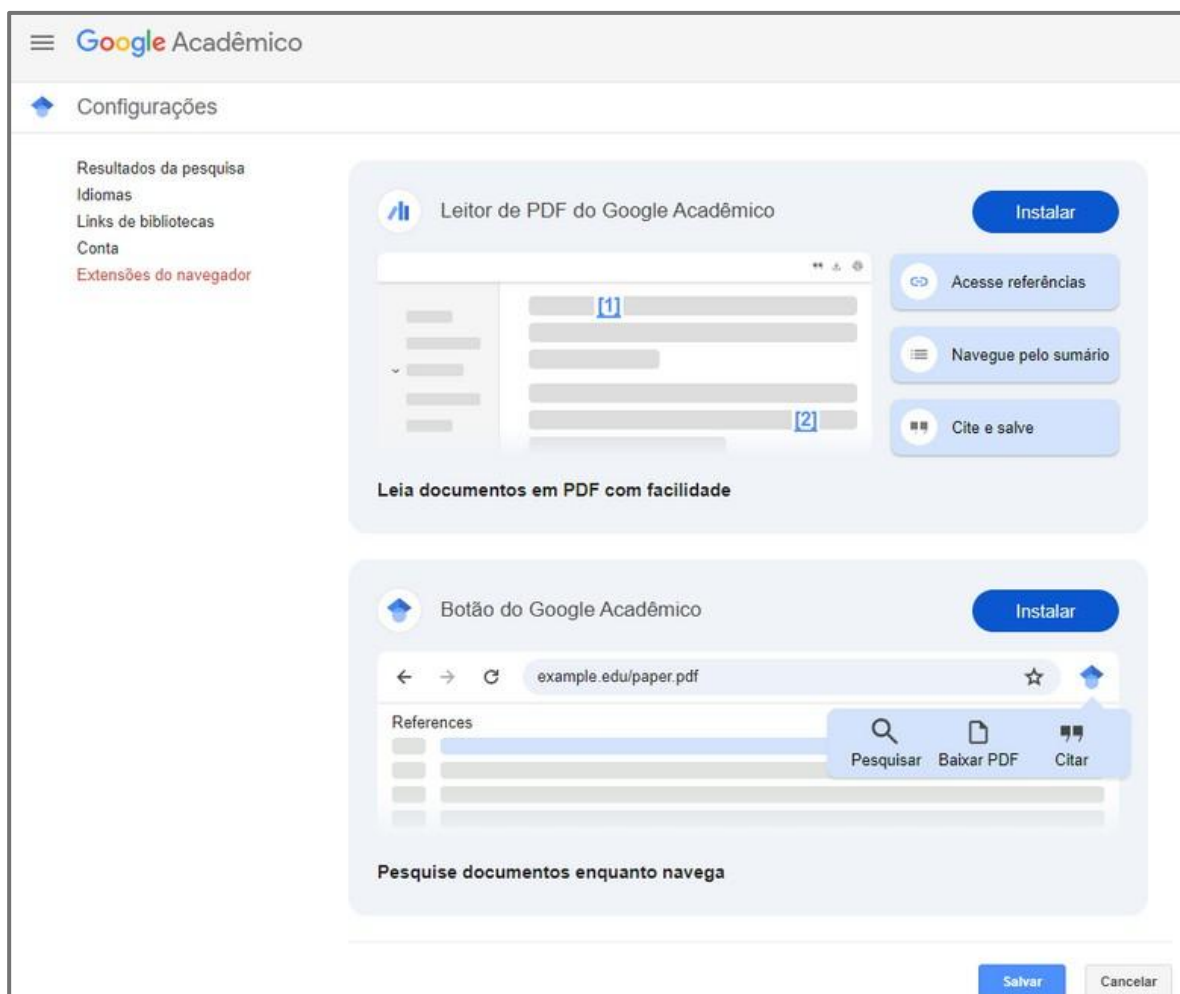 Google Acadêmico
Configurações
Resultados da pesquisa
Idiomas
Links de bibliotecas
Conta
Extensões do navegador
Leitor de PDF do Google Acadêmico
Instalar
[1]
[2]
Acesse referências
Navegue pelo sumário
Cite e salve
Leia documentos em PDF com facilidade
Botão do Google Acadêmico
Instalar
example.edu/paper.pdf
References
Pesquisar Baixar PDF Citar
Pesquise documentos enquanto navega
Salvar Cancelar